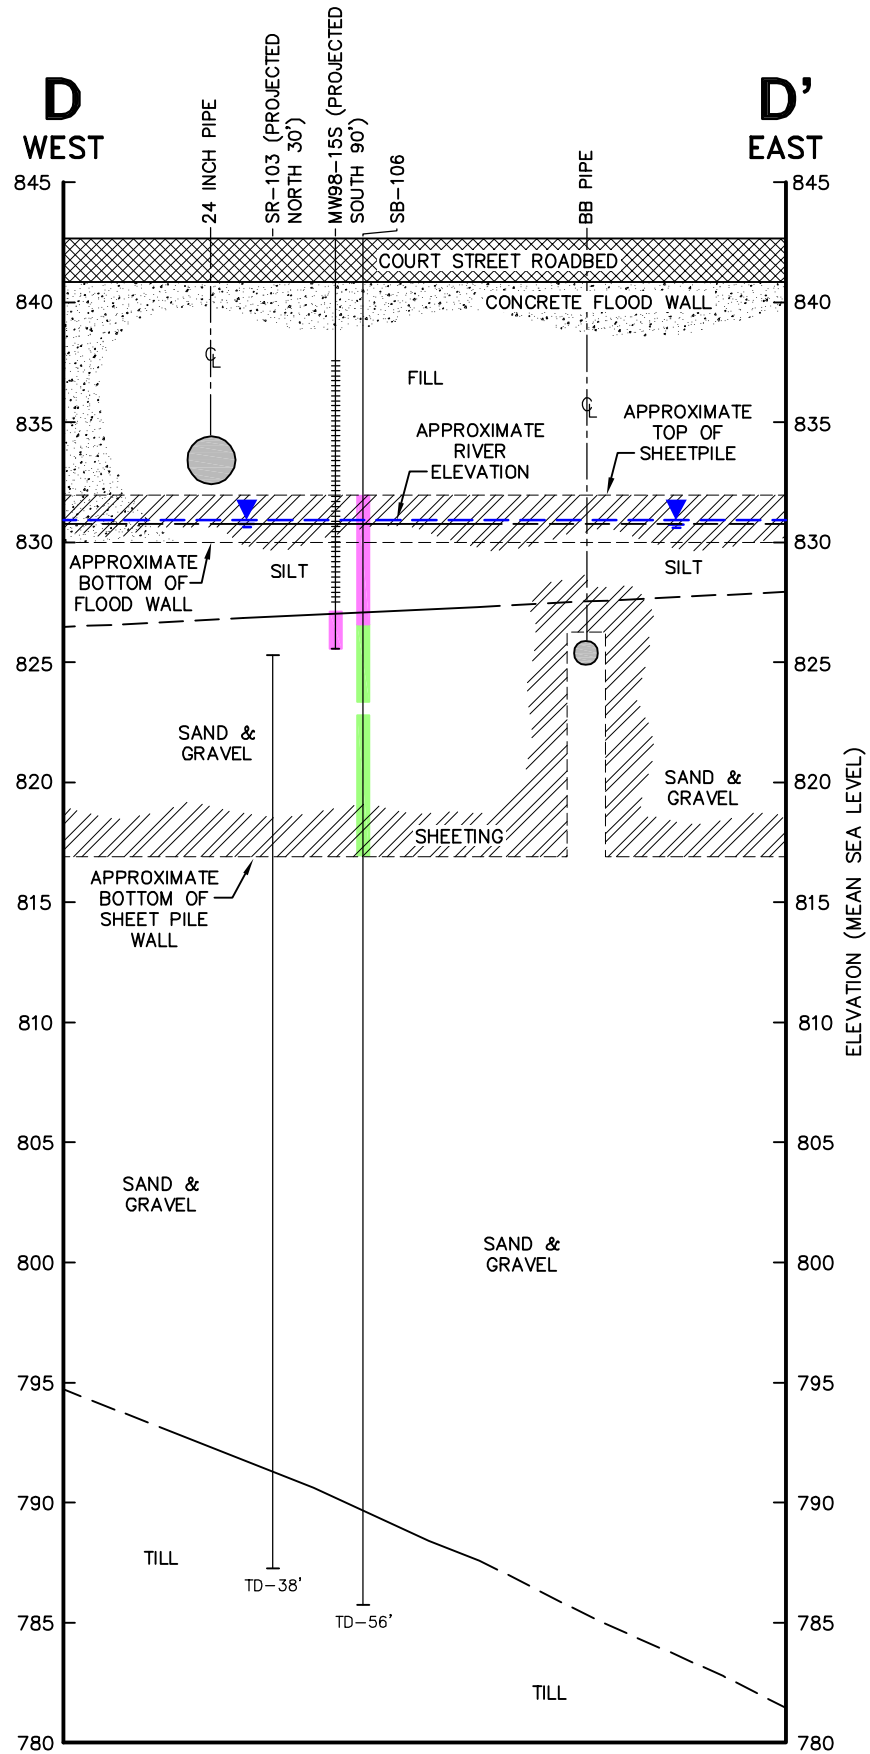 D
WEST
D'
EAST
24 INCH PIPE
SR-103 (PROJECTED
NORTH 30')
MW98-15S (PROJECTED
SOUTH 90')
SB-106
BB PIPE
845
845
COURT STREET ROADBED
840
CONCRETE FLOOD WALL
840
CL
FILL
CL
835
APPROXIMATE
TOP OF
SHEETPILE
835
APPROXIMATE
RIVER
ELEVATION
830
830
APPROXIMATE
BOTTOM OF
FLOOD WALL
SILT
SILT
825
825
SAND &
GRAVEL
820
SAND &
GRAVEL
820
SHEETING
APPROXIMATE
BOTTOM OF
SHEET PILE
WALL
815
815
ELEVATION (MEAN SEA LEVEL)
810
810
805
805
SAND &
GRAVEL
SAND &
GRAVEL
800
800
795
795
790
790
TILL
TD-38'
TD-56'
785
785
TILL
780
780